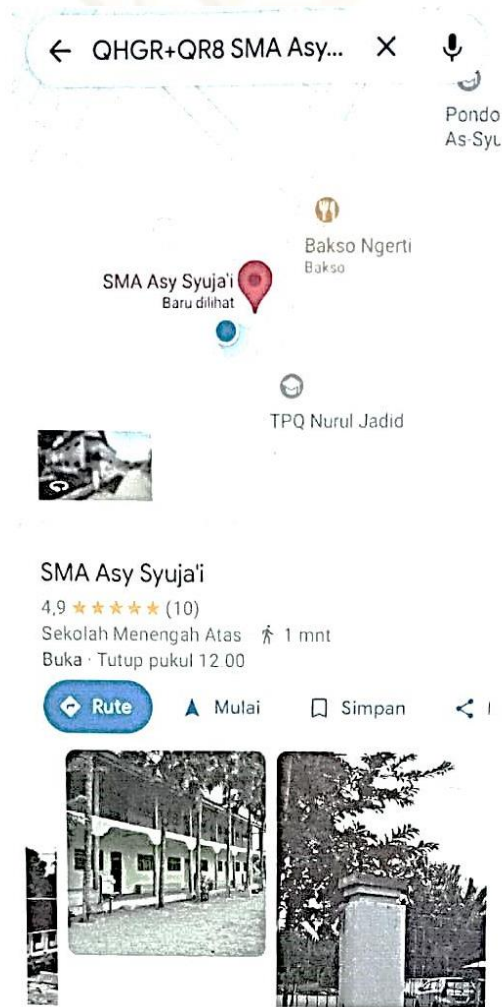 QHGR+QR8 SMA Asy...
Pondo
As-Syu
Bakso Ngerti
Bakso
SMA Asy Syuja'i
Baru dilihat
TPQ Nurul Jadid
SMA Asy Syuja'i
4,9 (10)
Sekolah Menengah Atas 1 mnt
Buka · Tutup pukul 12.00
Rute Mulai Simpan